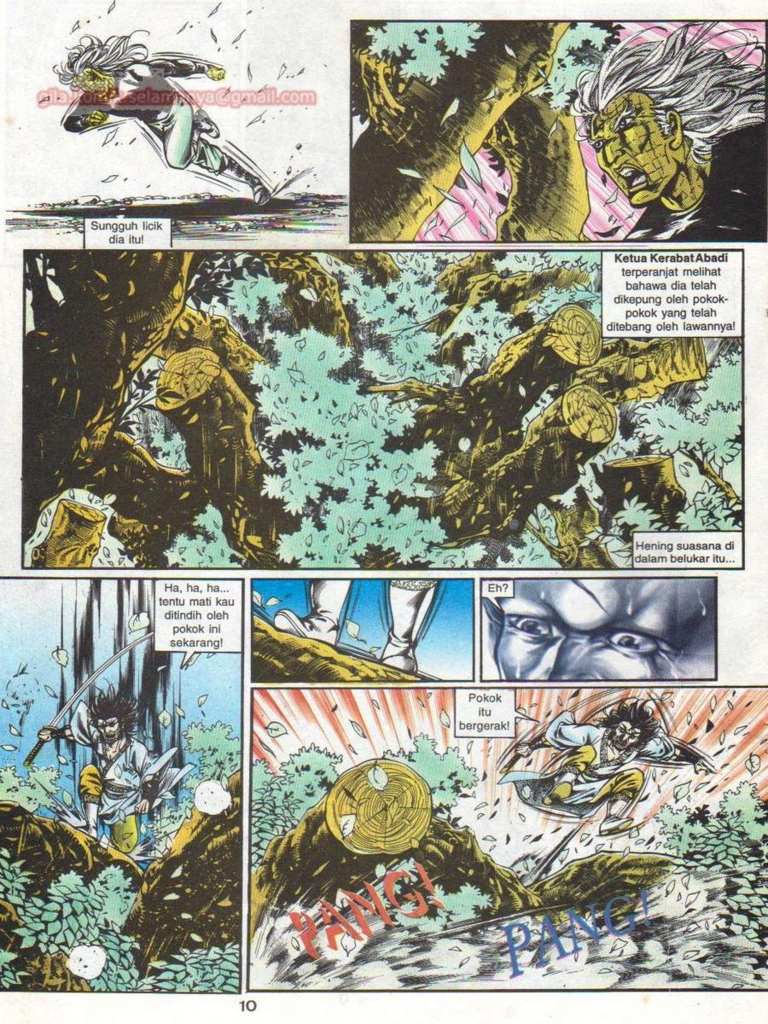 Sungguh licik
dia itu!
Ketua Kerabat Abadi
terperanjat melihat
bahawa dia telah
dikepung oleh pokok-
pokok yang telah
ditebang oleh lawannya!
Hening suasana di
dalam belukar itu...
Ha, ha, ha...
tentu mati kau
ditindih oleh
pokok ini
sekarang!
Eh?
Pokok
itu
bergerak!
PANG!
PANG!
10